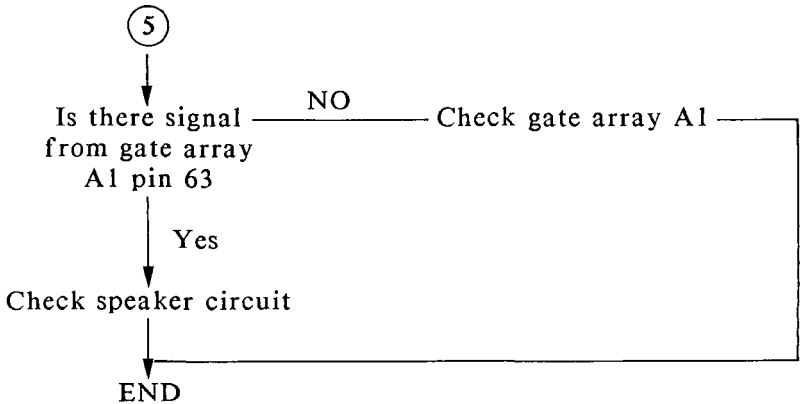 5
Is there signal
from gate array
A1 pin 63
NO
Check gate array A1
Yes
Check speaker circuit
END